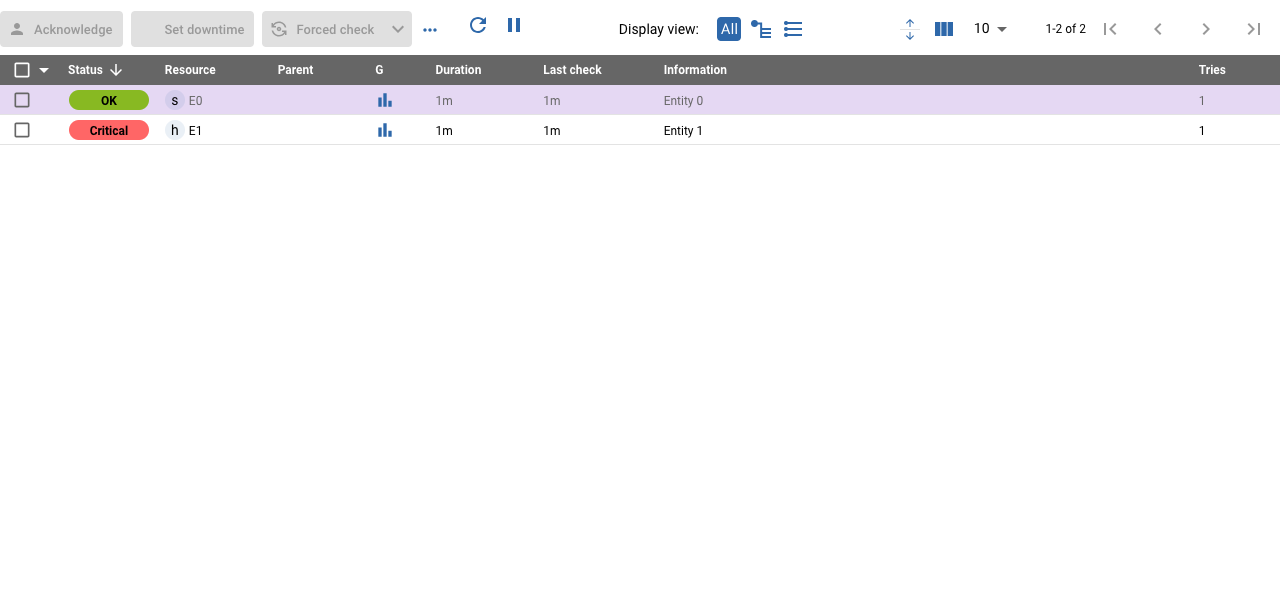 Acknowledge Set downtime Forced check Display view: All 10 1-2 of 2
Status Resource Parent G Duration Last check Information Tries
OK s E0 1m 1m Entity 0 1
Critical h E1 1m 1m Entity 1 1